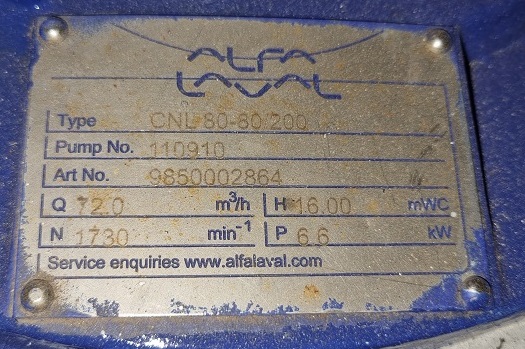 ALFA
LAVAL
Type CNL 80-80/200
Pump No. 110910
Art No. 9850002864
Q 72.0 m³/h H 16.00 mWC
N 1730 min⁻¹ P 6.6 kW
Service enquiries www.alfalaval.com